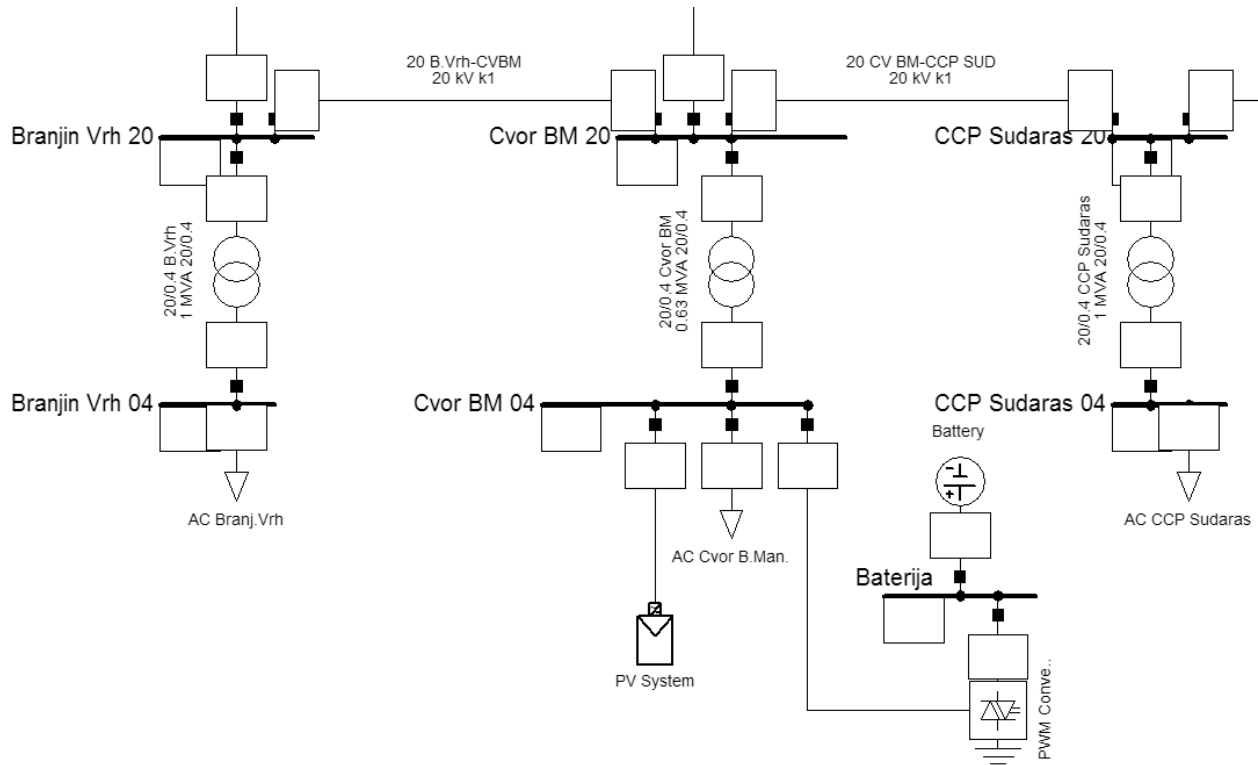 20 B.Vrh-CVBM
20 kV k1
20 CV BM-CCP SUD
20 kV k1
Branjin Vrh 20
Cvor BM 20
CCP Sudaras 20
20/0.4 B.Vrh
1 MVA 20/0.4
20/0.4 Cvor BM
0.63 MVA 20/0.4
20/0.4 CCP Sudaras
1 MVA 20/0.4
Branjin Vrh 04
Cvor BM 04
CCP Sudaras 04
Battery
AC Branj.Vrh
AC Cvor B.Man.
AC CCP Sudaras
Baterija
PV System
PWM Conve..